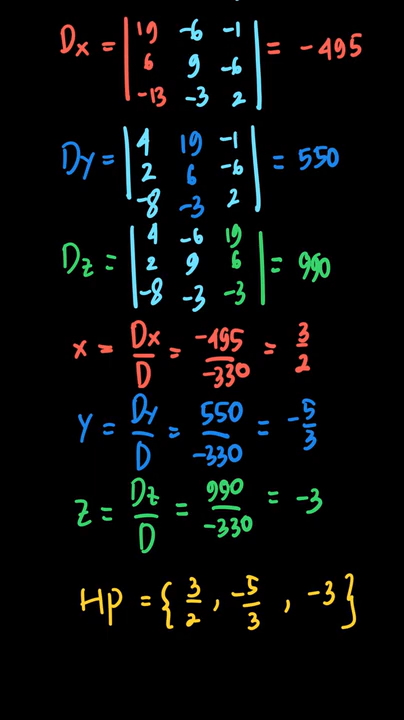 Dx = | 19 -6 -1 | = -495
| 6 9 -6 |
| -13 -3 2 |
Dy = | 4 19 -1 | = 550
| 2 6 -6 |
| -8 -3 2 |
Dz = | 4 -6 19 | = 990
| 2 9 6 |
| -8 -3 -3 |
x = Dx/D = -495/-330 = 3/2
Y = Dy/D = 550/-330 = -5/3
Z = Dz/D = 990/-330 = -3
HP = { 3/2 , -5/3 , -3 }